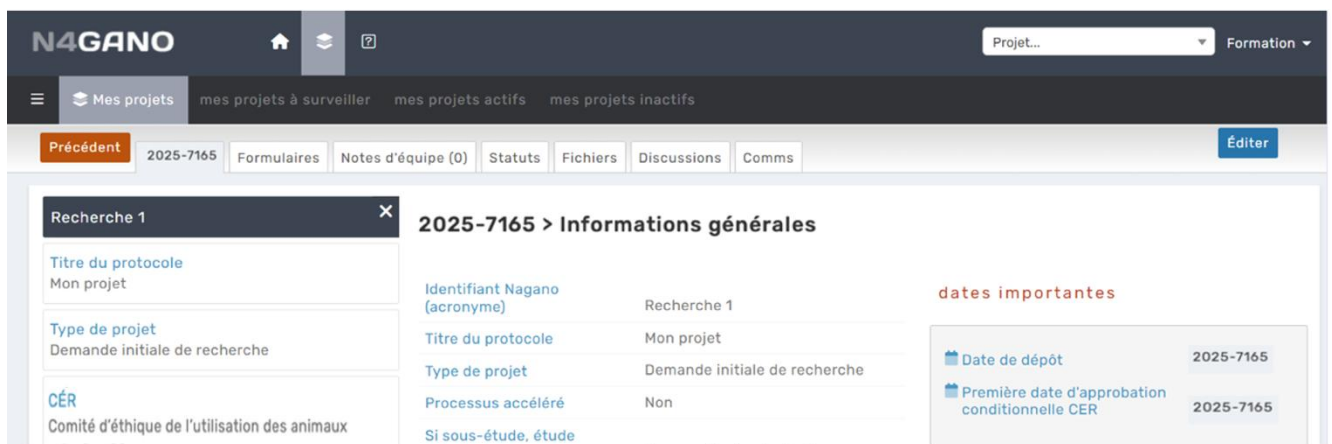 N4GANO
Projet...
Formation
Mes projets
mes projets à surveiller
mes projets actifs
mes projets inactifs
Précédent
2025-7165
Formulaires
Notes d'équipe (0)
Statuts
Fichiers
Discussions
Comms
Éditer
Recherche 1
Titre du protocole
Mon projet
Type de projet
Demande initiale de recherche
CÉR
Comité d'éthique de l'utilisation des animaux
2025-7165 > Informations générales
Identifiant Nagano
(acronyme)
Recherche 1
Titre du protocole
Mon projet
Type de projet
Demande initiale de recherche
Processus accéléré
Non
Si sous-étude, étude
dates importantes
Date de dépôt
2025-7165
Première date d'approbation
conditionnelle CER
2025-7165